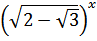 (√(2 − √3))^x